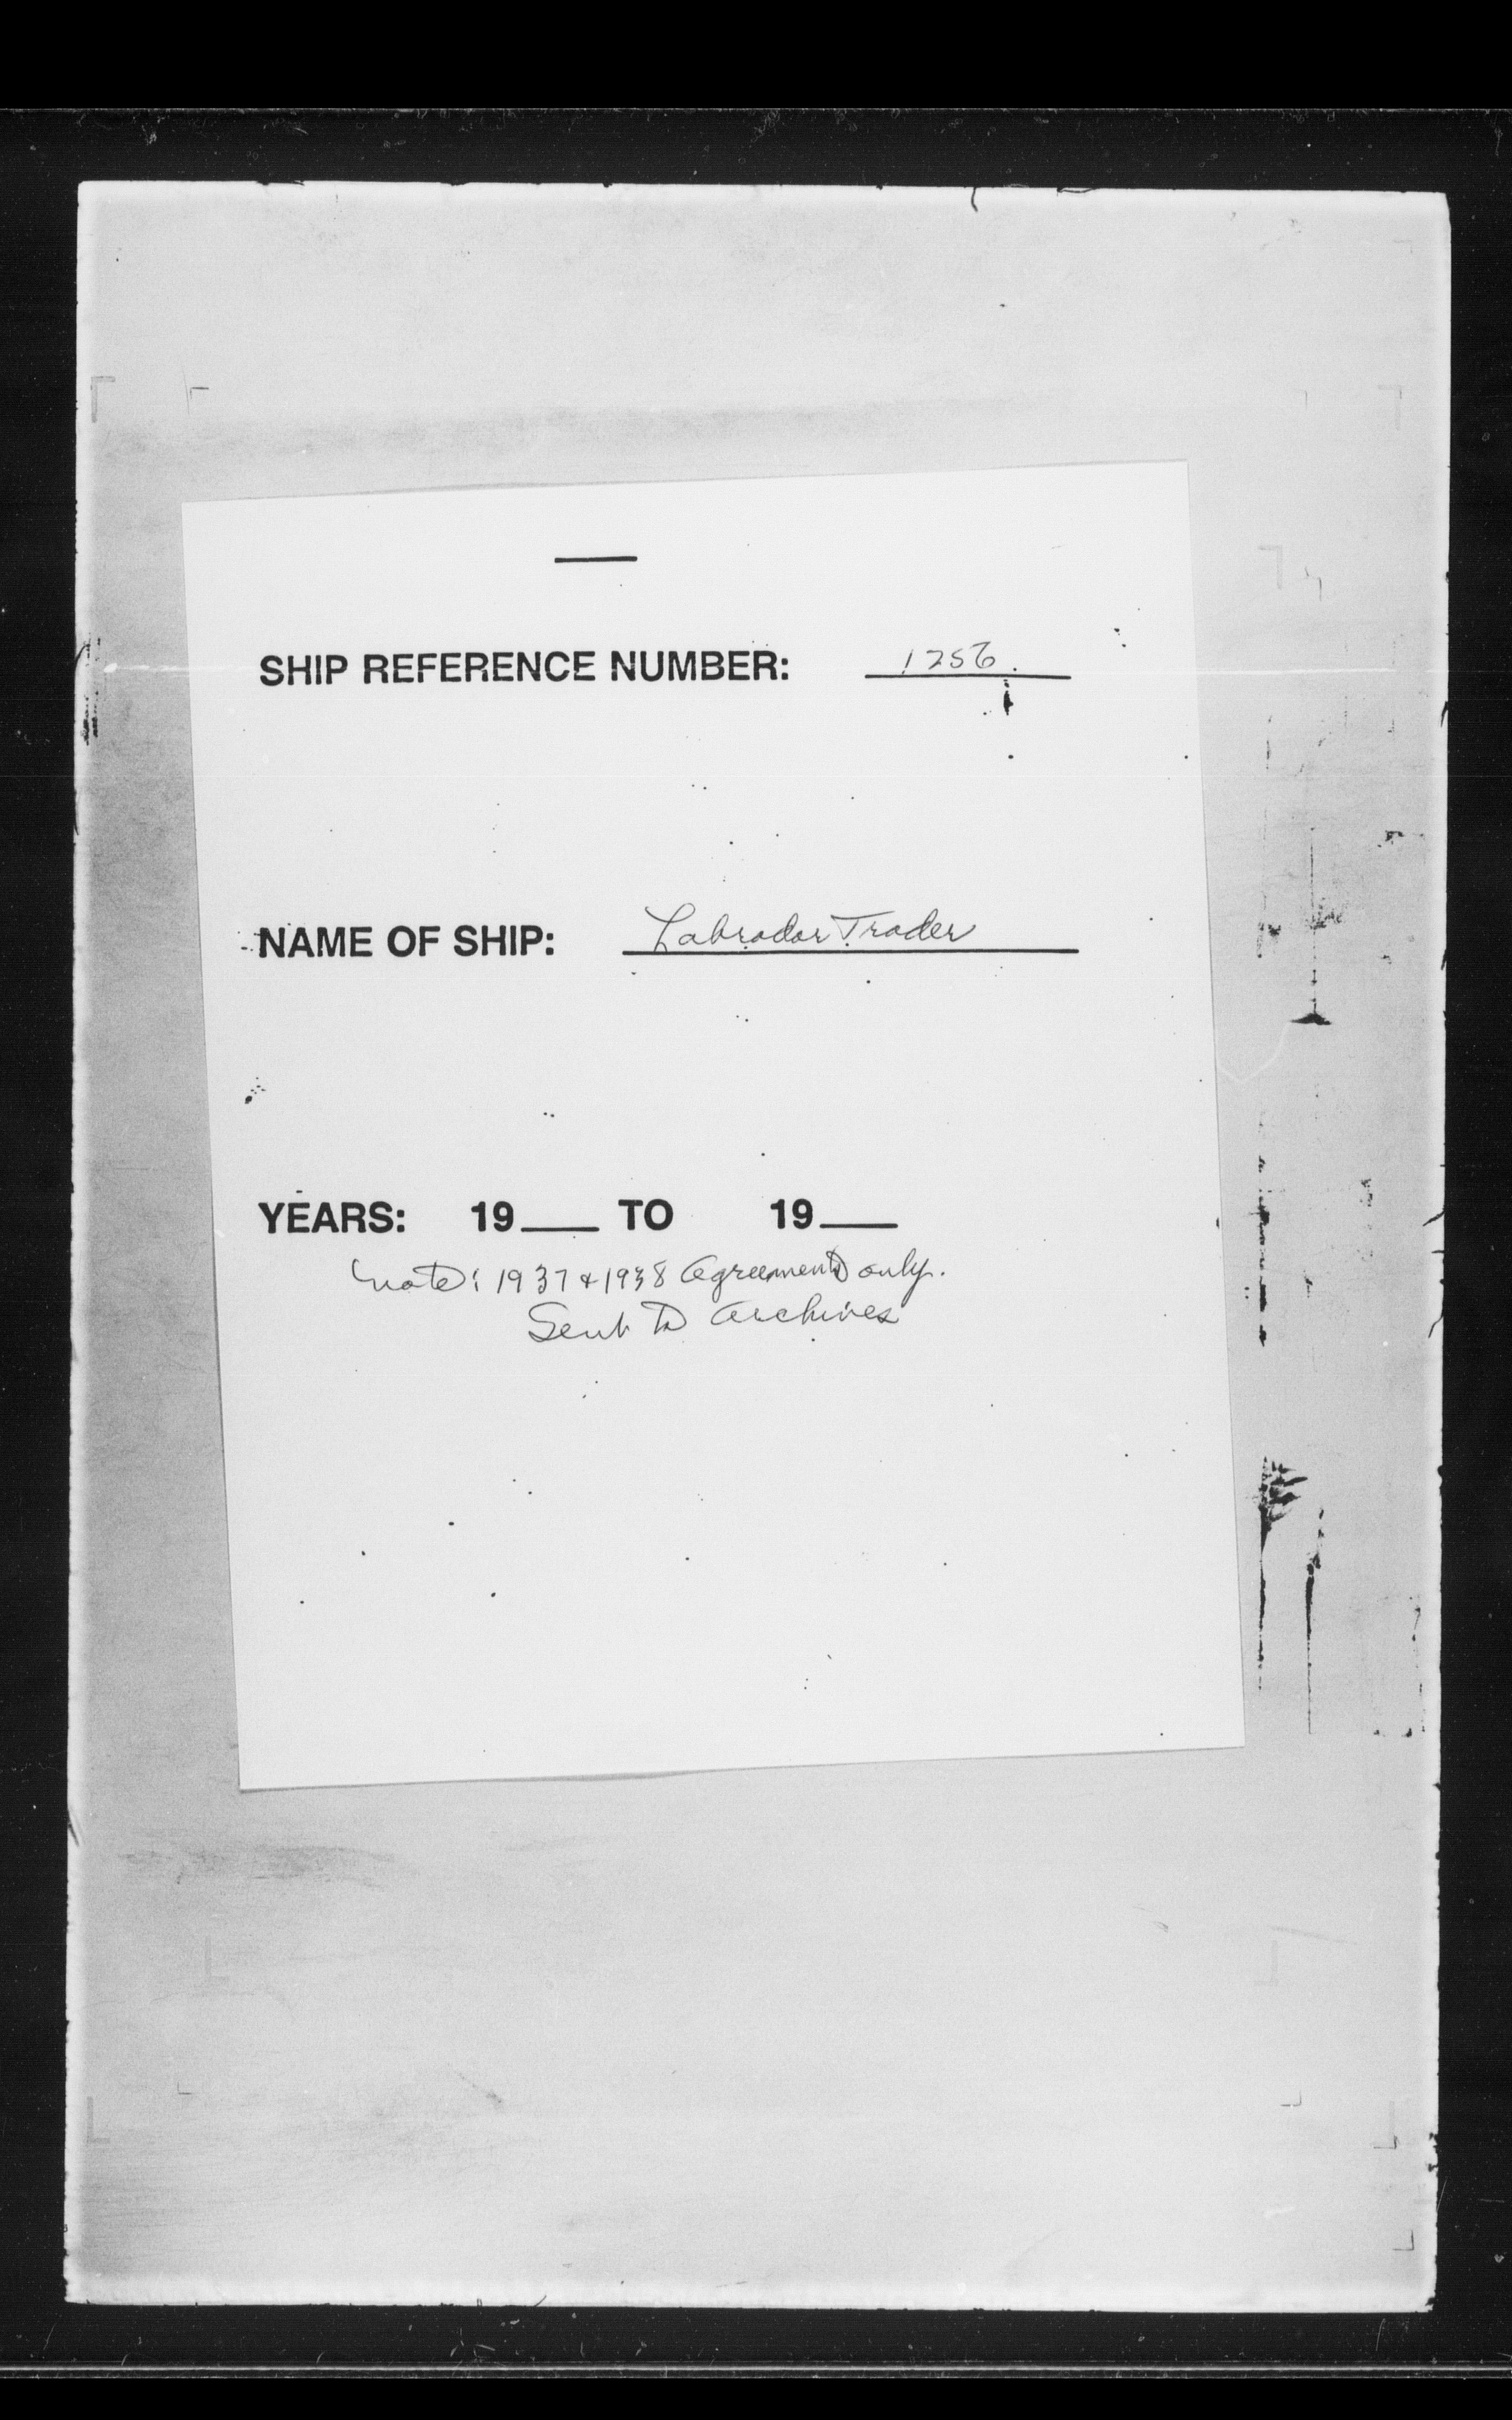 SHIP REFERENCE NUMBER: 1256.
NAME OF SHIP: Labrador Trader
YEARS: 19___ TO 19___
Note: 1937 & 1938 Agreements only.
Sent to Archives